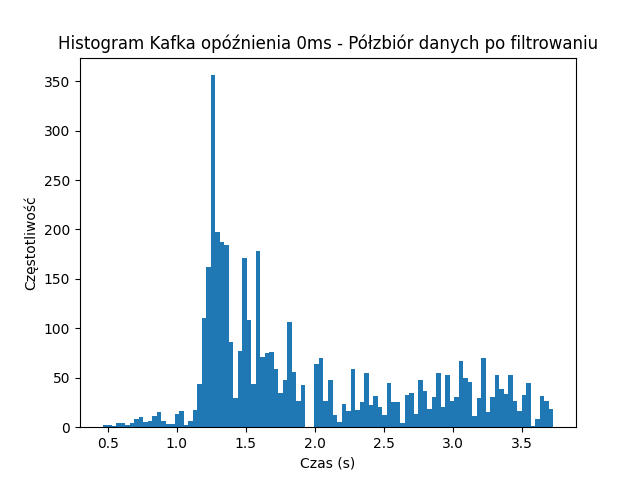 Histogram Kafka opóźnienia 0ms - Półzbiór danych po filtrowaniu
350
300
250
200
150
100
50
0
Częstotliwość
0.5 1.0 1.5 2.0 2.5 3.0 3.5
Czas (s)